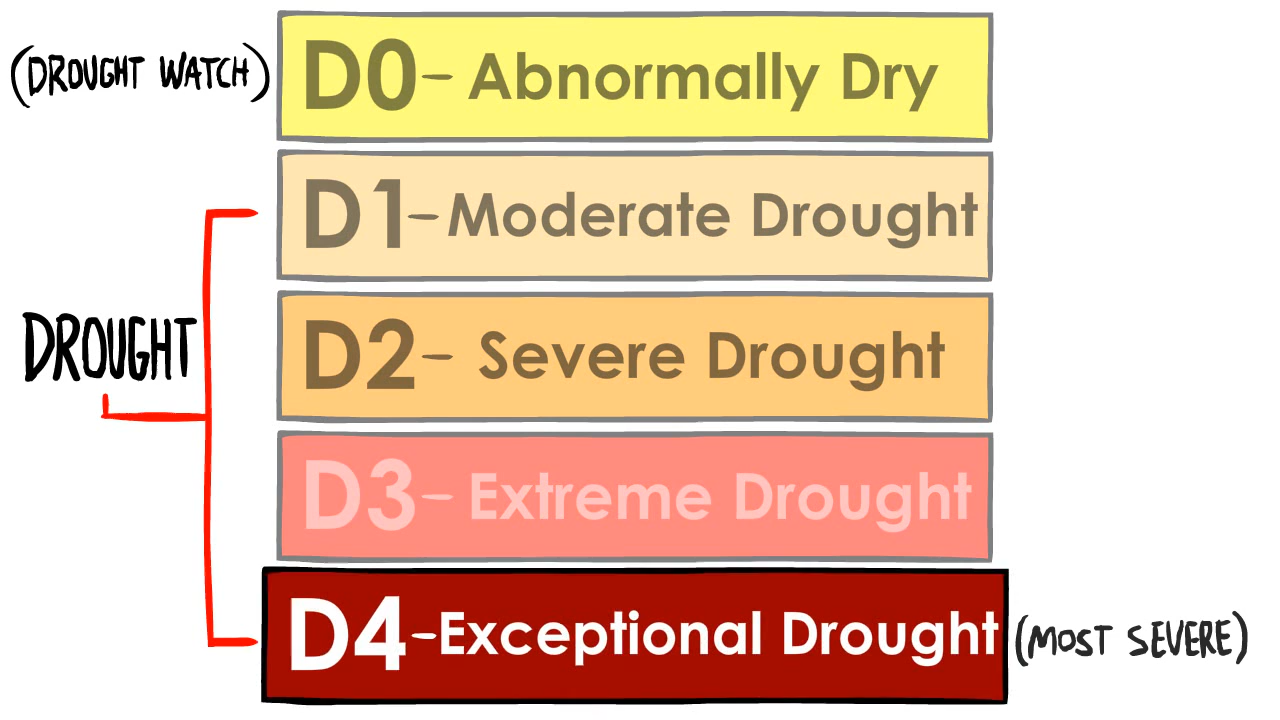 (DROUGHT WATCH) D0- Abnormally Dry
D1-Moderate Drought
D2- Severe Drought
DROUGHT
D3- Extreme Drought
D4-Exceptional Drought (MOST SEVERE)